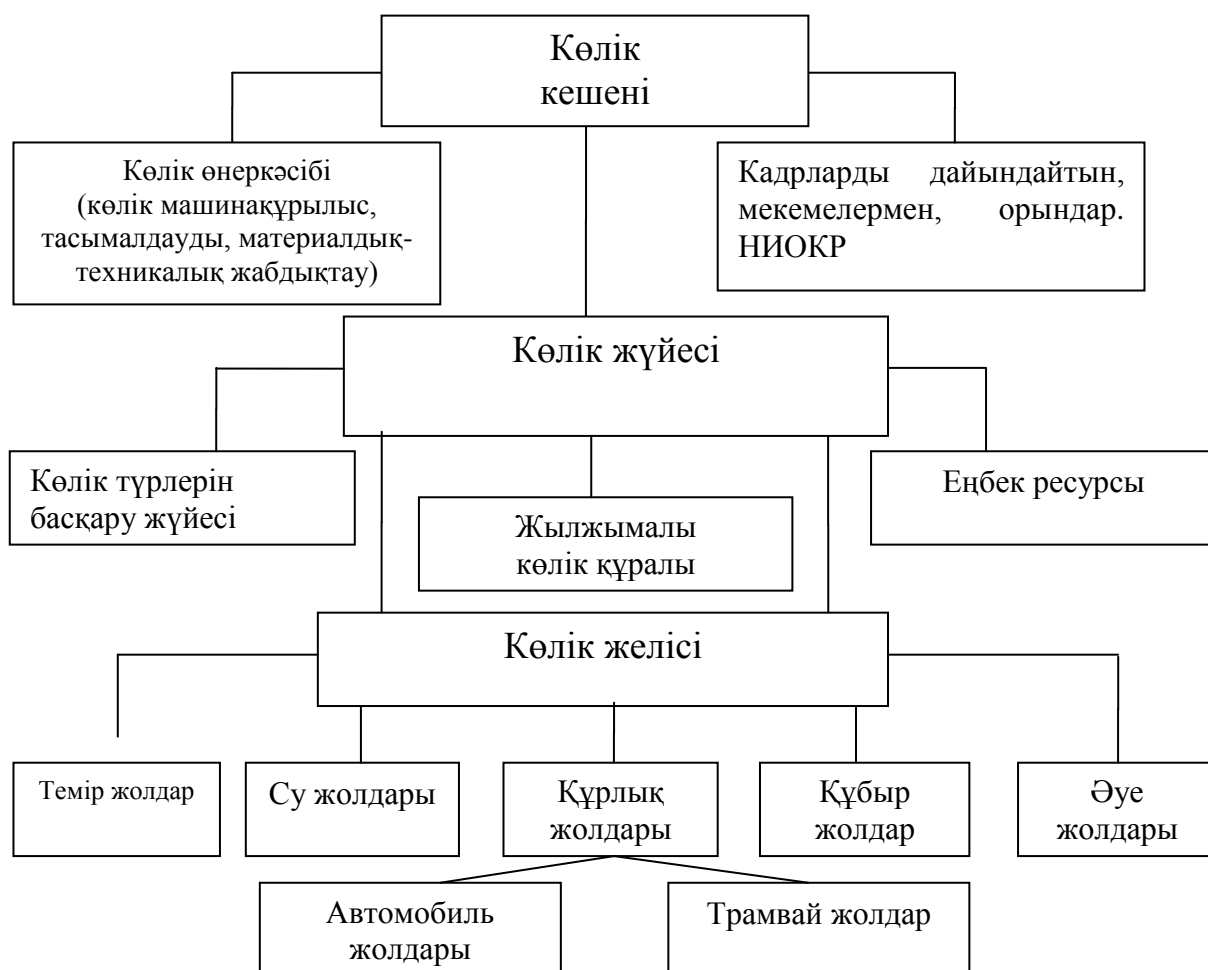 Көлік
кешені
Көлік өнеркәсібі
(көлік машинақұрылыс,
тасымалдауды, материалдық-
техникалық жабдықтау)
Кадрларды дайындайтын,
мекемелермен, орындар.
НИОКР
Көлік жүйесі
Көлік түрлерін
басқару жүйесі
Жылжымалы
көлік құралы
Еңбек ресурсы
Көлік желісі
Темір жолдар
Су жолдары
Құрлық
жолдары
Құбыр
жолдар
Әуе
жолдары
Автомобиль
жолдары
Трамвай жолдар